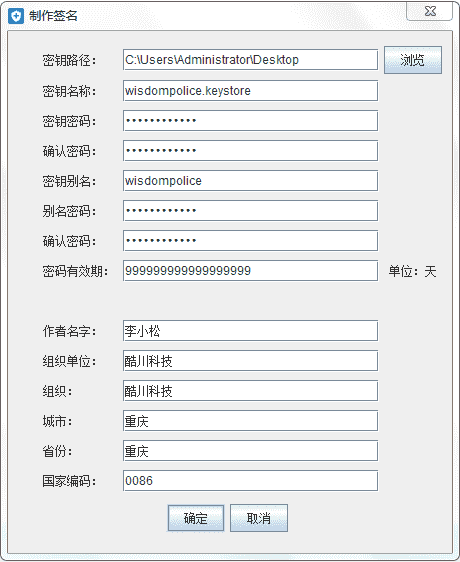 制作签名
密钥路径： C:\Users\Administrator\Desktop 浏览
密钥名称： wisdompolice.keystore
密钥密码： ••••••••••••
确认密码： ••••••••••••
密钥别名： wisdompolice
别名密码： ••••••••••••
确认密码： ••••••••••••
密码有效期： 999999999999999999 单位：天
作者名字： 李小松
组织单位： 酷川科技
组织： 酷川科技
城市： 重庆
省份： 重庆
国家编码： 0086
确定 取消